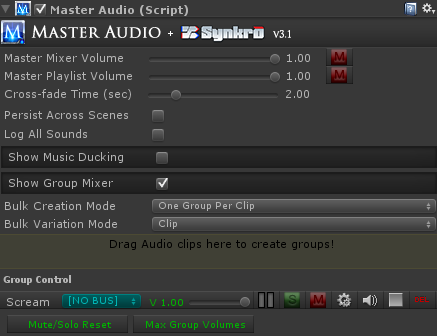 Master Audio (Script)
MASTER AUDIO + Synkro v3.1
Master Mixer Volume 1.00 M
Master Playlist Volume 1.00 M
Cross-fade Time (sec) 2.00
Persist Across Scenes
Log All Sounds
Show Music Ducking
Show Group Mixer
Bulk Creation Mode One Group Per Clip
Bulk Variation Mode Clip
Drag Audio clips here to create groups!
Group Control
Scream [NO BUS] V 1.00 S M
Mute/Solo Reset Max Group Volumes